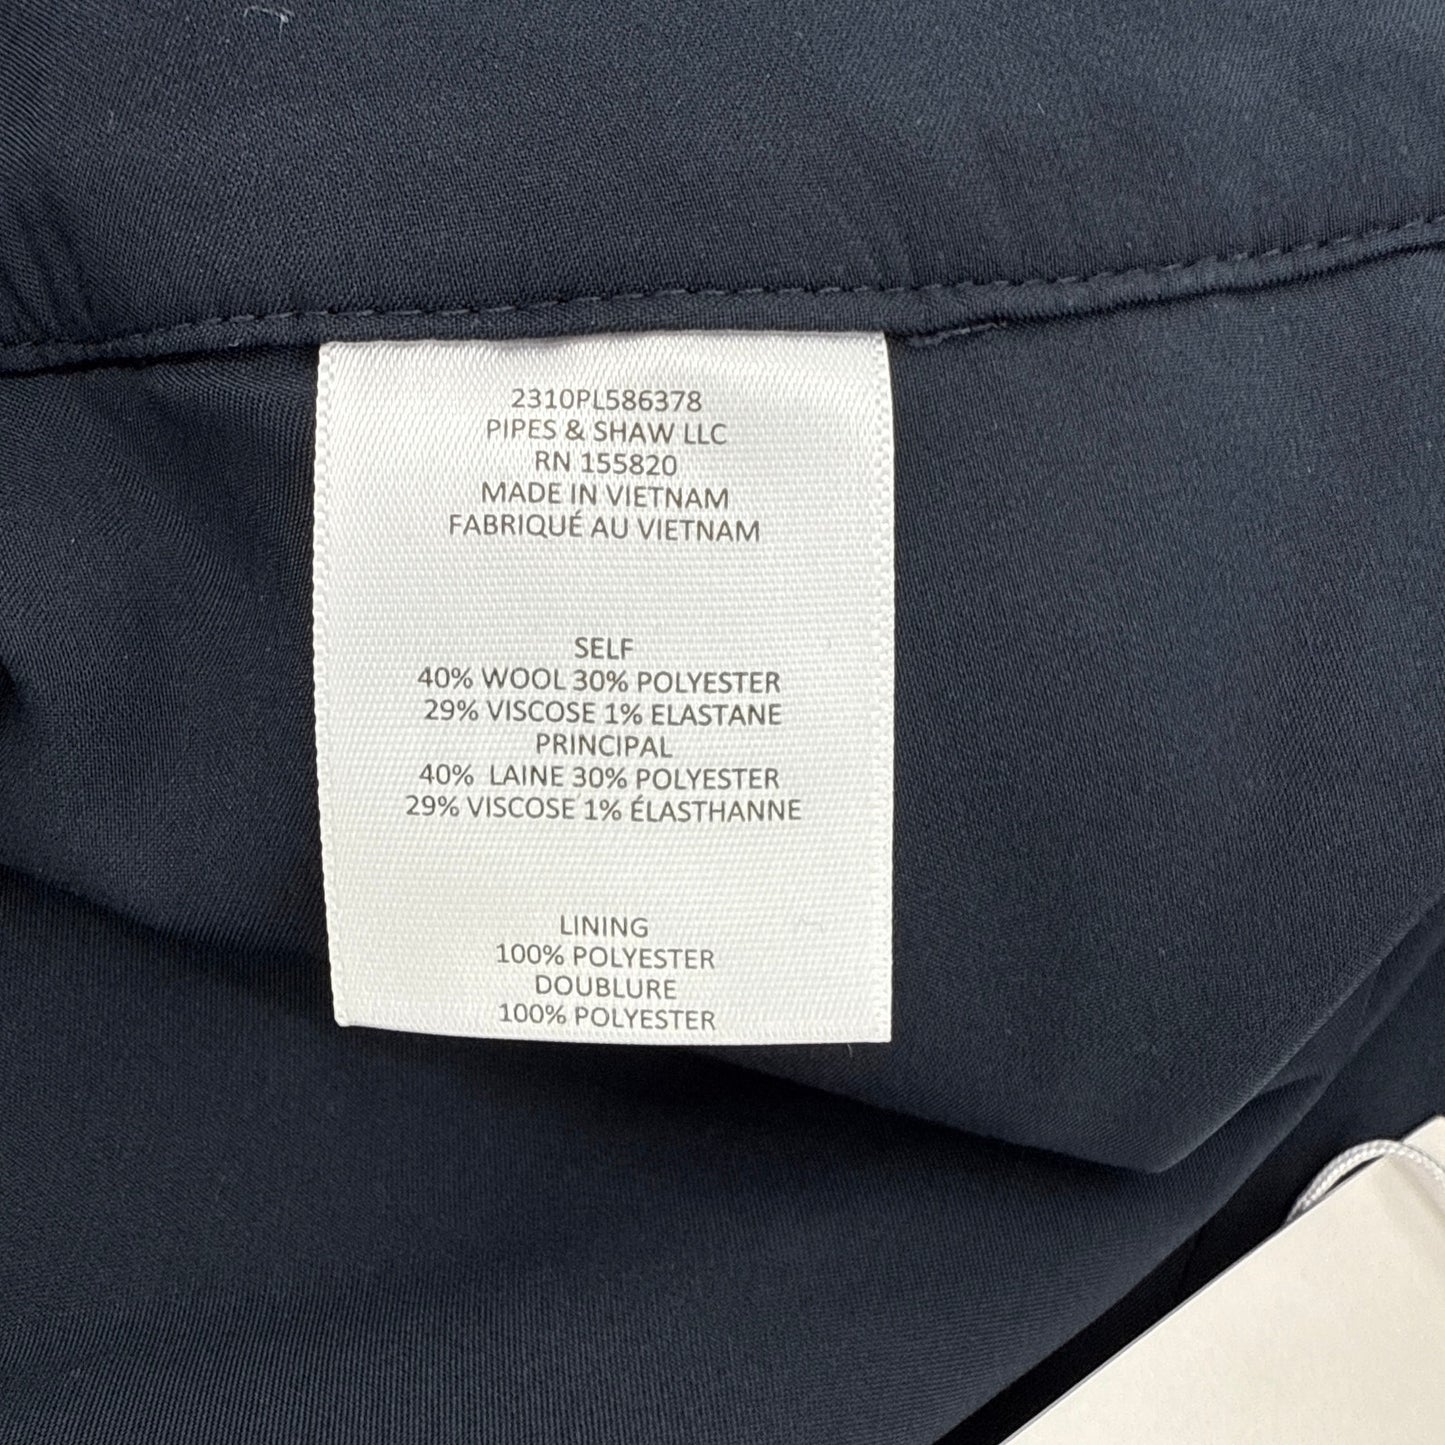 2310PL586378
PIPES & SHAW LLC
RN 155820
MADE IN VIETNAM
FABRIQUÉ AU VIETNAM
SELF
40% WOOL 30% POLYESTER
29% VISCOSE 1% ELASTANE
PRINCIPAL
40% LAINE 30% POLYESTER
29% VISCOSE 1% ÉLASTHANNE
LINING
100% POLYESTER
DOUBLURE
100% POLYESTER